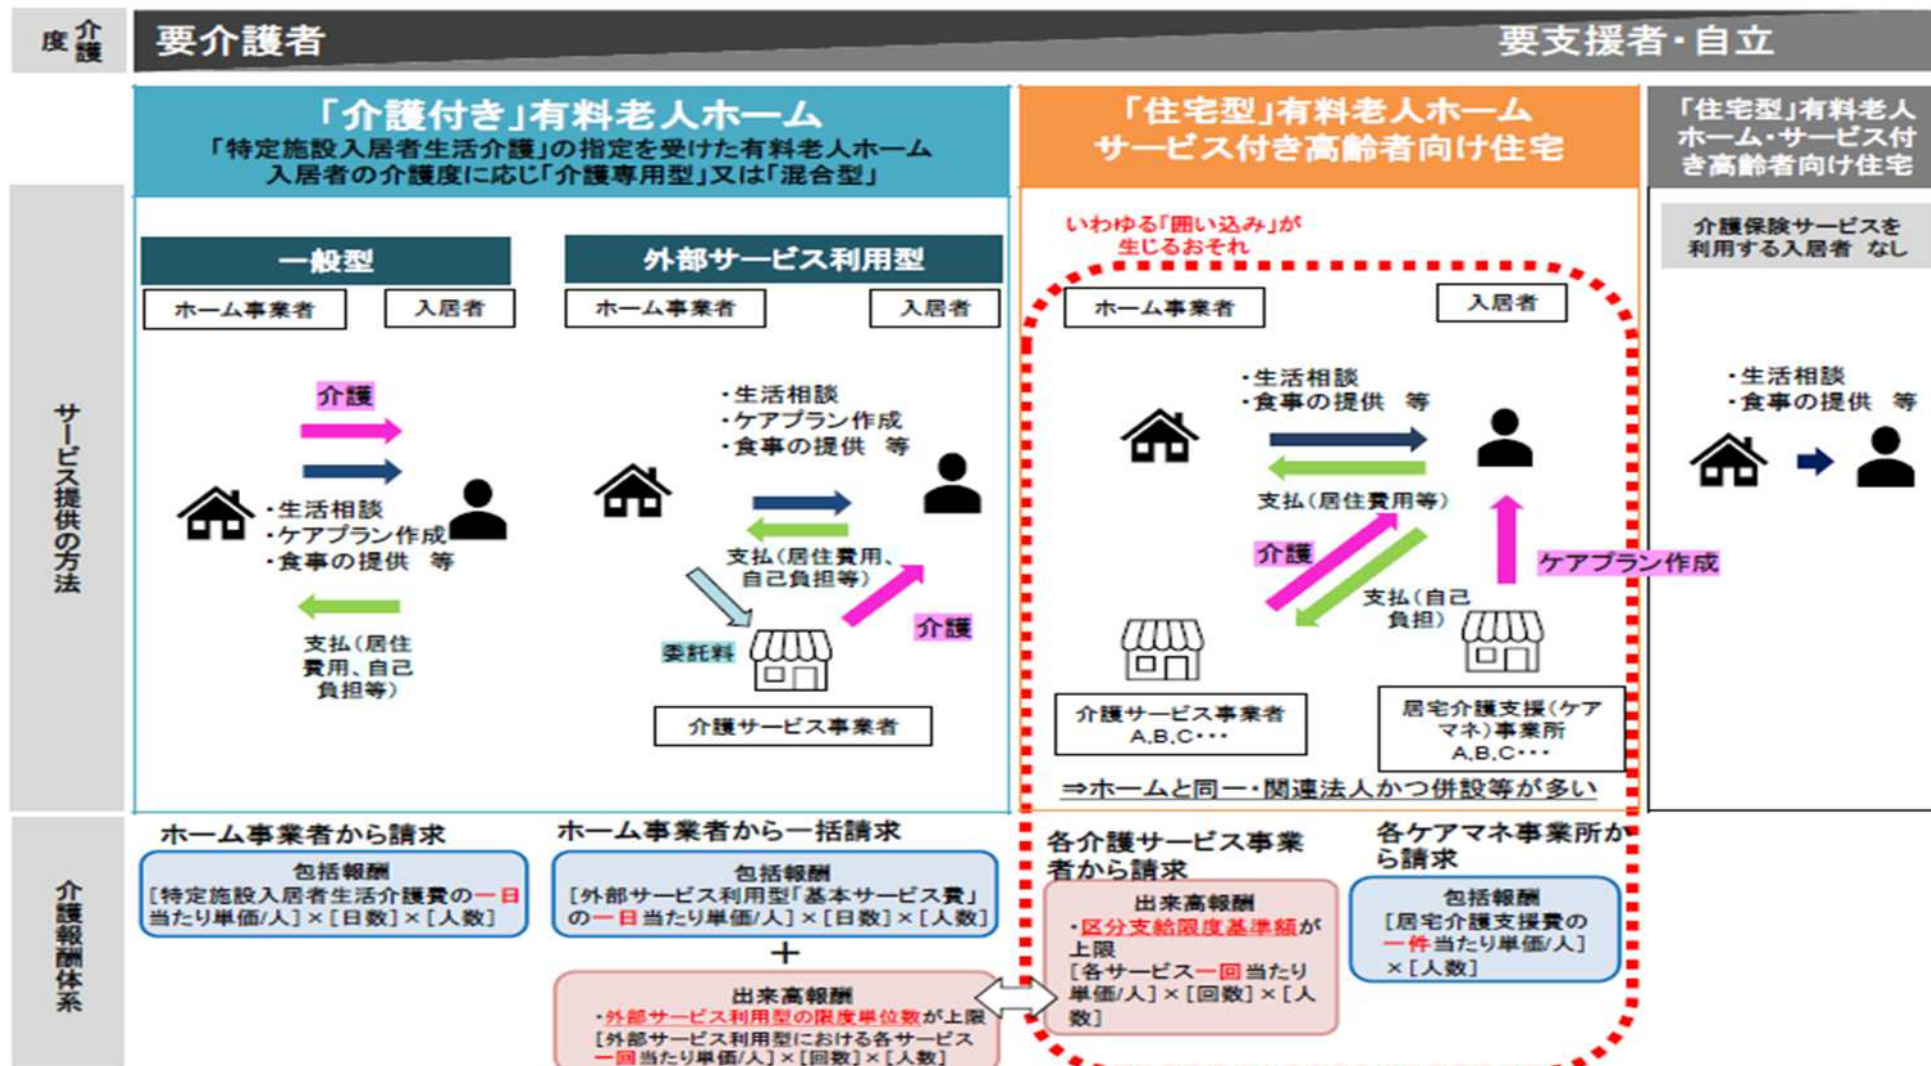 介護度
要介護者
要支援者・自立
「介護付き」有料老人ホーム
「特定施設入居者生活介護」の指定を受けた有料老人ホーム
入居者の介護度に応じ「介護専用型」又は「混合型」
「住宅型」有料老人ホーム
サービス付き高齢者向け住宅
「住宅型」有料老人
ホーム・サービス付
き高齢者向け住宅
サービス提供の方法
一般型
ホーム事業者
入居者
介護
・生活相談
・ケアプラン作成
・食事の提供 等
支払(居住
費用、自己
負担等)
外部サービス利用型
ホーム事業者
入居者
・生活相談
・ケアプラン作成
・食事の提供 等
支払(居住費用、
自己負担等)
委託料
介護
介護サービス事業者
いわゆる「囲い込み」が
生じるおそれ
ホーム事業者
入居者
・生活相談
・食事の提供 等
支払(居住費用等)
介護
支払(自己
負担)
ケアプラン作成
介護サービス事業者
A,B,C・・・
居宅介護支援(ケア
マネ)事業所
A,B,C・・・
⇒ホームと同一・関連法人かつ併設等が多い
介護保険サービスを
利用する入居者 なし
・生活相談
・食事の提供 等
介護報酬体系
ホーム事業者から請求
包括報酬
[特定施設入居者生活介護費の一日
当たり単価/人]×[日数]×[人数]
ホーム事業者から一括請求
包括報酬
[外部サービス利用型「基本サービス費」
の一日当たり単価/人]×[日数]×[人数]
+
出来高報酬
・外部サービス利用型の限度単位数が上限
[外部サービス利用型における各サービス
一回当たり単価/人]×[回数]×[人数]
各介護サービス事業
者から請求
出来高報酬
・区分支給限度基準額が
上限
[各サービス一回当たり
単価/人]×[回数]×[人
数]
各ケアマネ事業所か
ら請求
包括報酬
[居宅介護支援費の
一件当たり単価/人]
×[人数]